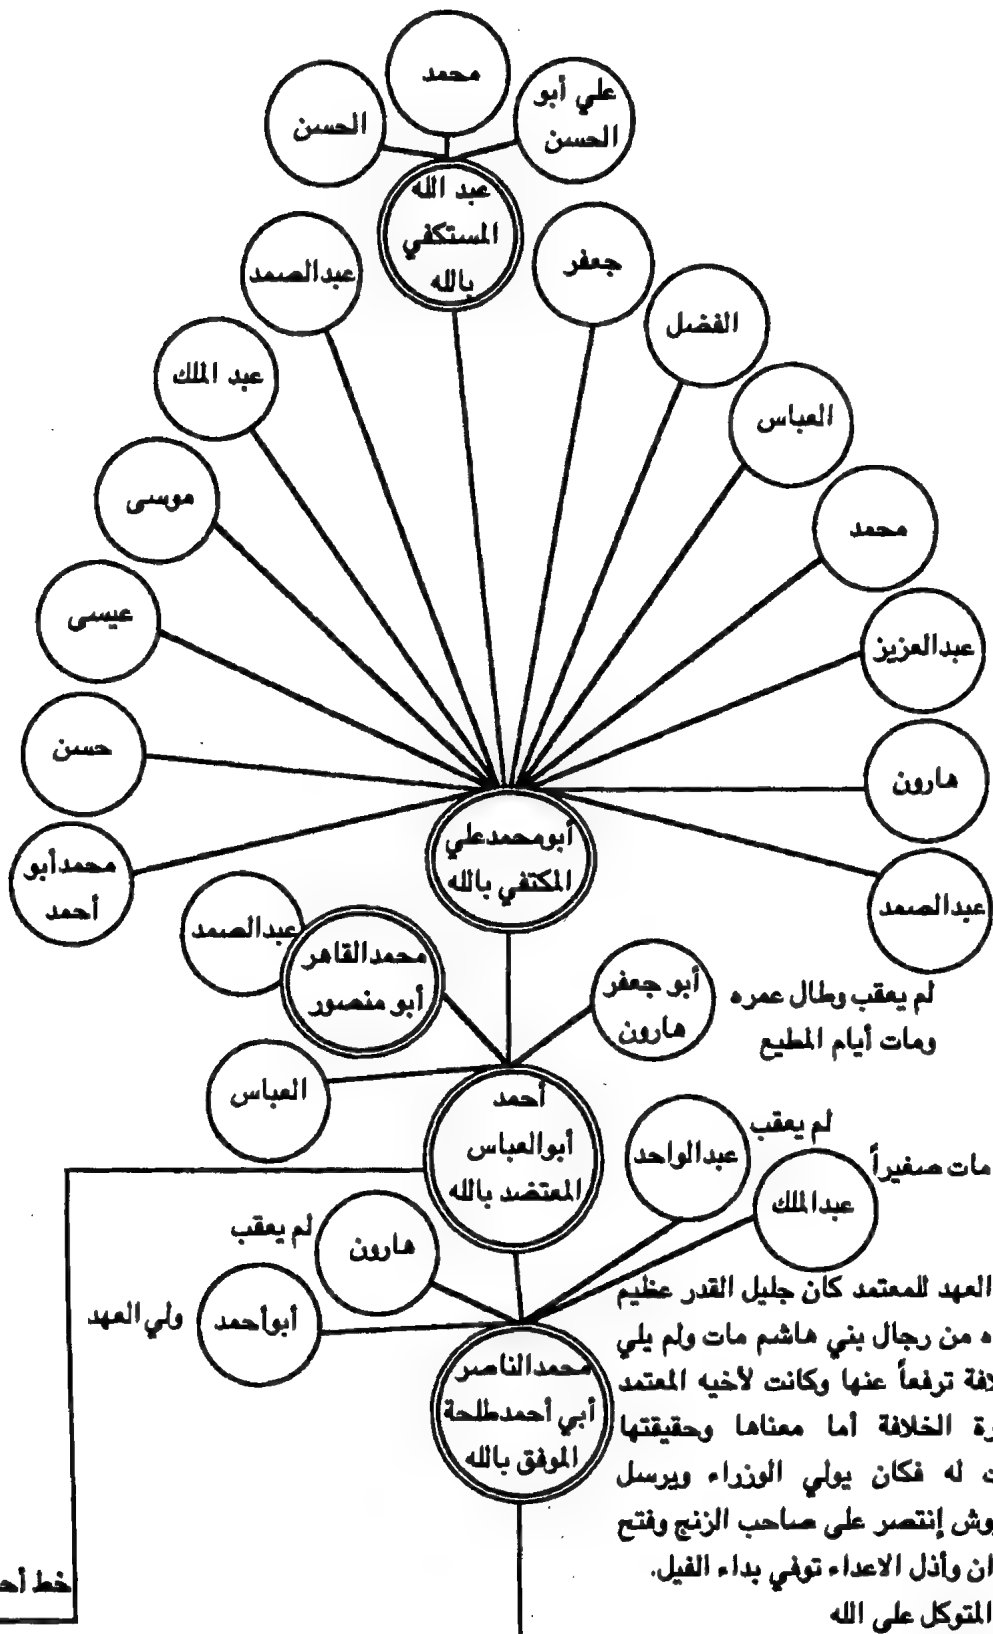 محمد
علي أبو
الحسن
الحسن
عبد الله
المستكفي
بالله
جعفر
عبدالصمد
الفضل
عبد الملك
العباس
موسى
محمد
عيسى
عبدالعزيز
حسن
هارون
محمدأبو
أحمد
عبدالصمد
أبومحمدعلي
المكتفي بالله
عبدالصمد
محمدالقاهر
أبو منصور
أبو جعفر
هارون
لم يعقب وطال عمره
ومات أيام المطيع
العباس
أحمد
أبوالعباس
المعتضد بالله
عبدالواحد
لم يعقب
عبدالملك
مات صغيراً
هارون
لم يعقب
أبوأحمد
ولي العهد
محمدالناصر
أبي أحمدطلحة
الموفق بالله
العهد للمعتمد كان جليل القدر عظيم
ه من رجال بني هاشم مات ولم يلي
لافة ترفعاً عنها وكانت لأخيه المعتمد
رة الخلافة أما معناها وحقيقتها
ت له فكان يولي الوزراء ويرسل
وش إنتصر على صاحب الزنج وفتح
ان وأذل الاعداء توفي بداء الفيل.
المتوكل على الله
خط أح